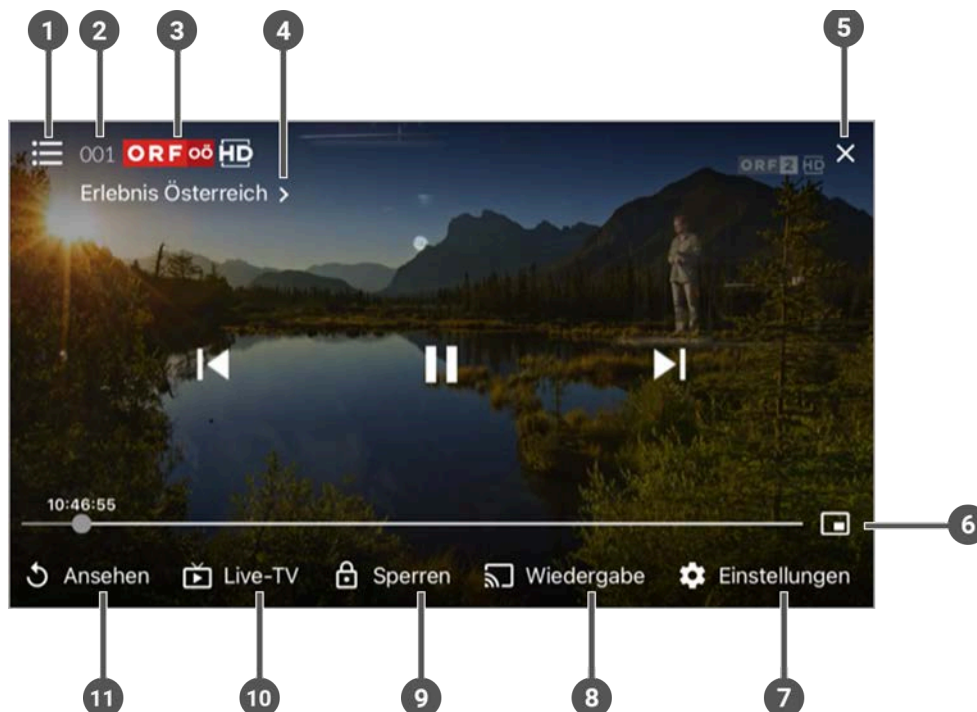 1 2 3 4 5
001 ORF oö HD
ORF 2 HD
Erlebnis Österreich >
10:46:55
6
Ansehen Live-TV Sperren Wiedergabe Einstellungen
11 10 9 8 7